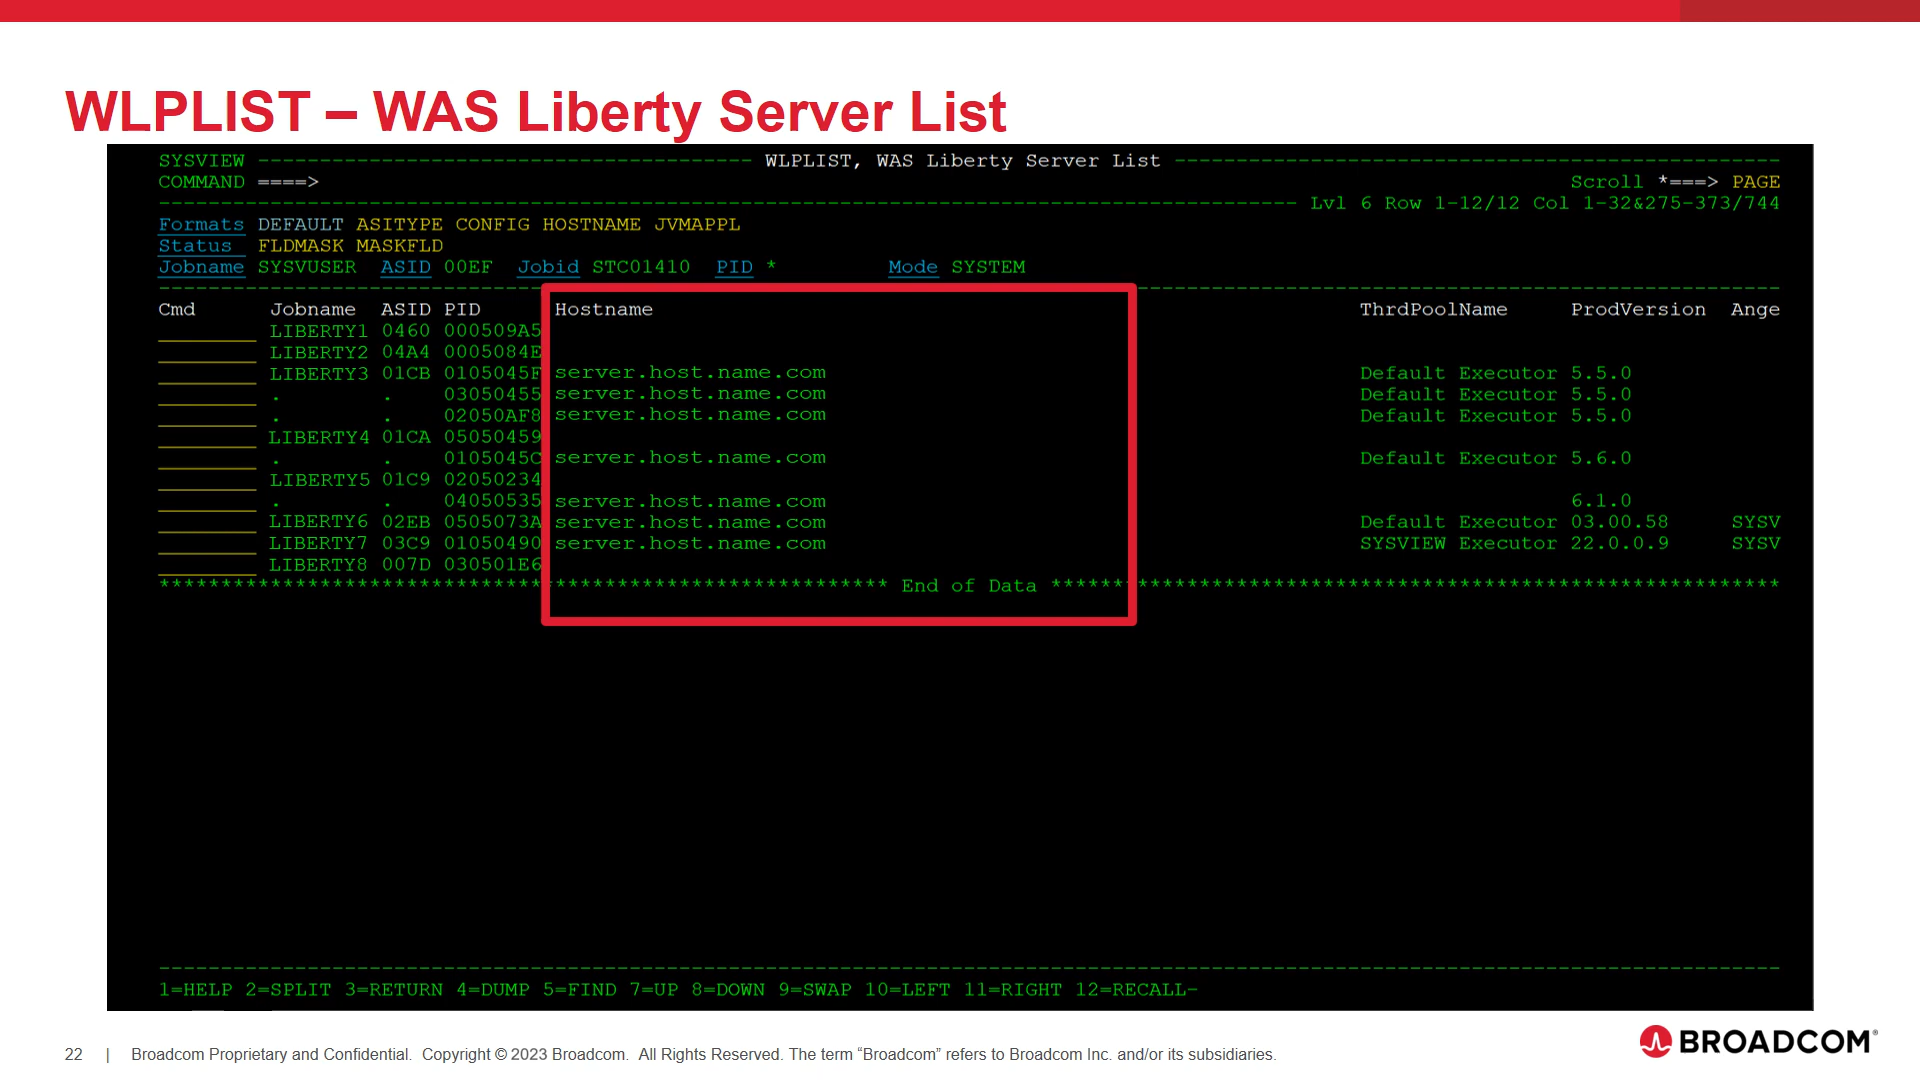 WLPLIST – WAS Liberty Server List
SYSVIEW ---------------------------------------- WLPLIST, WAS Liberty Server List -------------------------------------------------
COMMAND ====> Scroll *===> PAGE
-------------------------------------------------------------------------------------------- Lvl 6 Row 1-12/12 Col 1-32&275-373/744
Formats DEFAULT ASITYPE CONFIG HOSTNAME JVMAPPL
Status FLDMASK MASKFLD
Jobname SYSVUSER ASID 00EF Jobid STC01410 PID * Mode SYSTEM
Cmd Jobname ASID PID Hostname ThrdPoolName ProdVersion Ange
LIBERTY1 0460 000509A5
LIBERTY2 04A4 0005084E
LIBERTY3 01CB 0105045F server.host.name.com Default Executor 5.5.0
. . 03050455 server.host.name.com Default Executor 5.5.0
. . 02050AF8 server.host.name.com Default Executor 5.5.0
LIBERTY4 01CA 05050459
. . 0105045C server.host.name.com Default Executor 5.6.0
LIBERTY5 01C9 02050234
. . 04050535 server.host.name.com 6.1.0
LIBERTY6 02EB 0505073A server.host.name.com Default Executor 03.00.58 SYSV
LIBERTY7 03C9 01050490 server.host.name.com SYSVIEW Executor 22.0.0.9 SYSV
LIBERTY8 007D 030501E6
*********************************************************** End of Data ***********************************************************
1=HELP 2=SPLIT 3=RETURN 4=DUMP 5=FIND 7=UP 8=DOWN 9=SWAP 10=LEFT 11=RIGHT 12=RECALL-
22 | Broadcom Proprietary and Confidential. Copyright © 2023 Broadcom. All Rights Reserved. The term “Broadcom” refers to Broadcom Inc. and/or its subsidiaries.
BROADCOM®